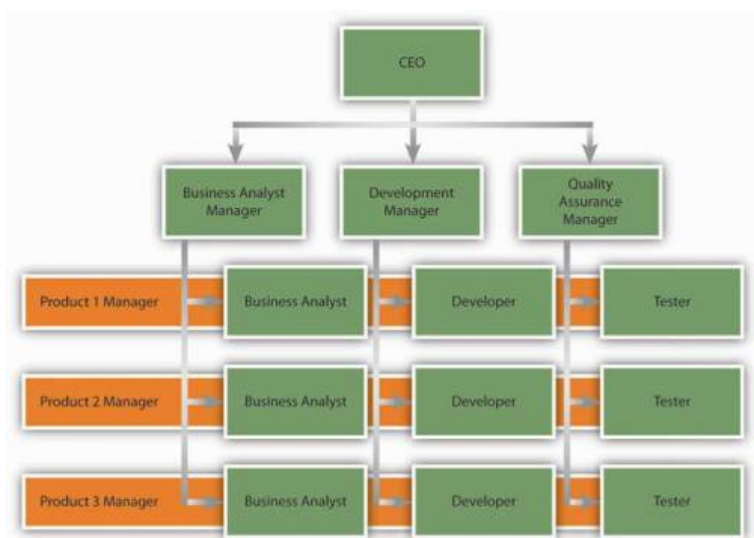 CEO
Business Analyst
Manager
Development
Manager
Quality
Assurance
Manager
Product 1 Manager
Business Analyst
Developer
Tester
Product 2 Manager
Business Analyst
Developer
Tester
Product 3 Manager
Business Analyst
Developer
Tester